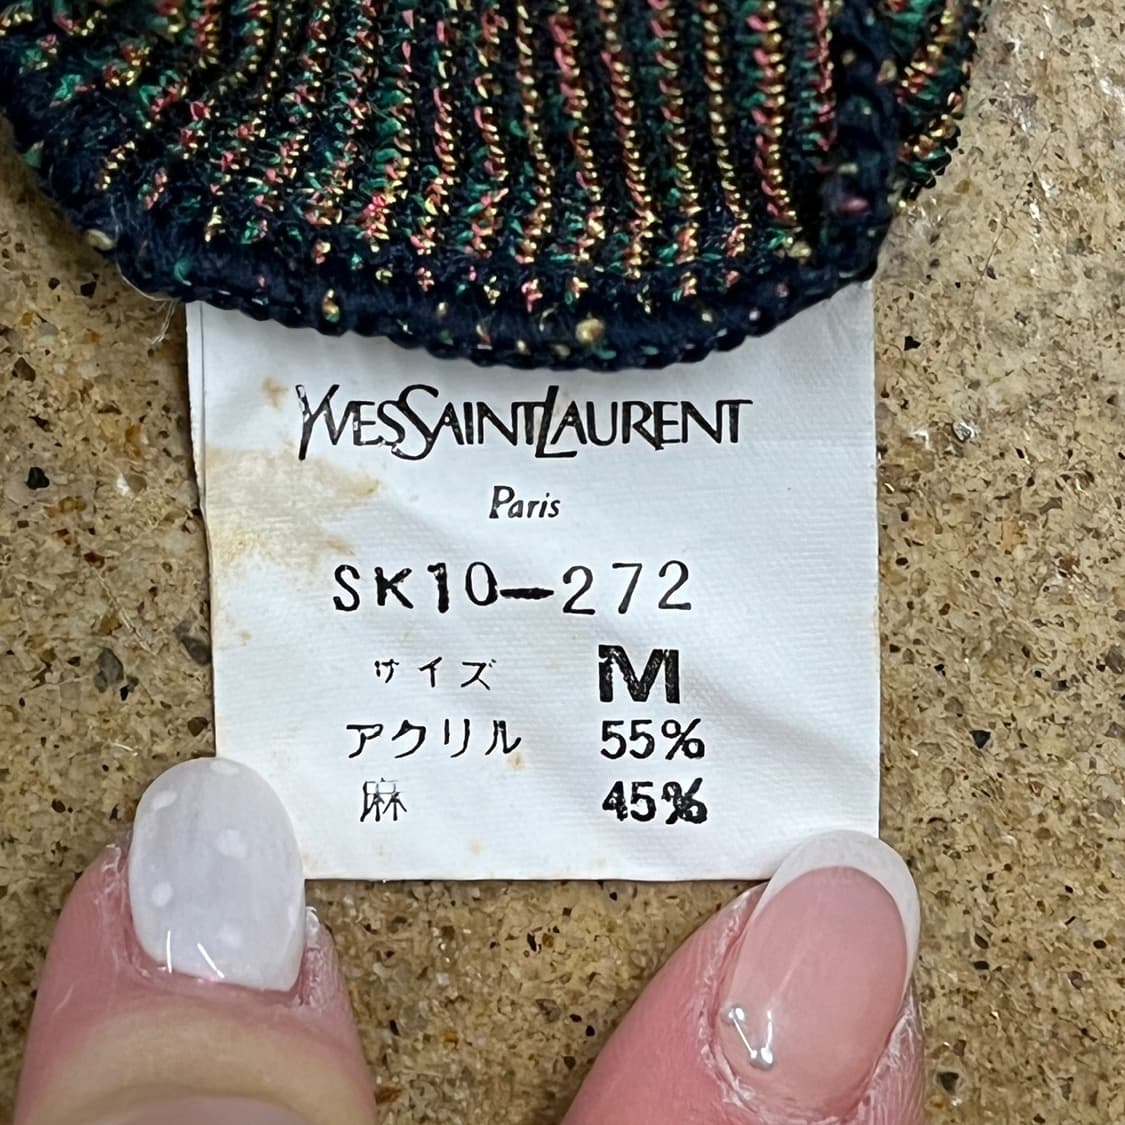 YVESSAINTLAURENT
Paris
SK10-272
サイズ M
アクリル 55%
麻 45%